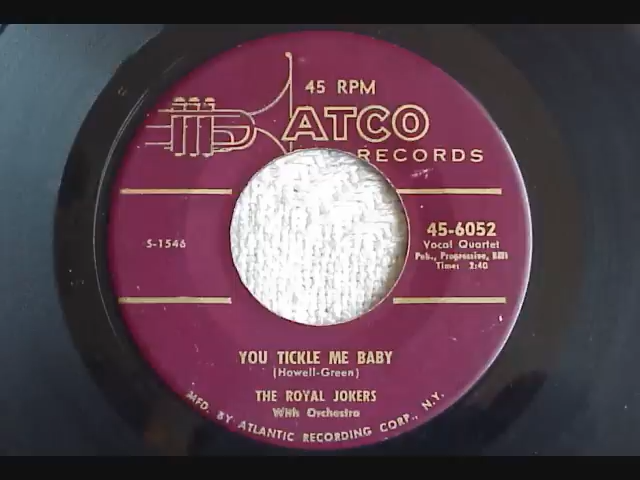 45 RPM
ATCO
RECORDS
S-1546
45-6052
Vocal Quartet
Pub., Progressive, BMI
Time: 2:40
YOU TICKLE ME BABY
(Howell-Green)
THE ROYAL JOKERS
With Orchestra
MFD. BY ATLANTIC RECORDING CORP., N.Y.